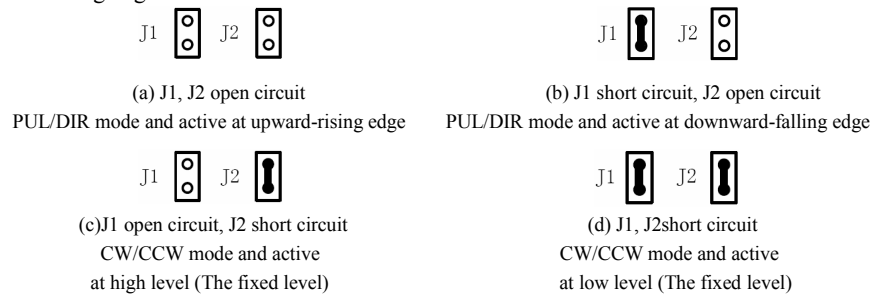 J1 J2 J1 J2
(a) J1, J2 open circuit
PUL/DIR mode and active at upward-rising edge
(b) J1 short circuit, J2 open circuit
PUL/DIR mode and active at downward-falling edge
J1 J2 J1 J2
(c)J1 open circuit, J2 short circuit
CW/CCW mode and active
at high level (The fixed level)
(d) J1, J2short circuit
CW/CCW mode and active
at low level (The fixed level)